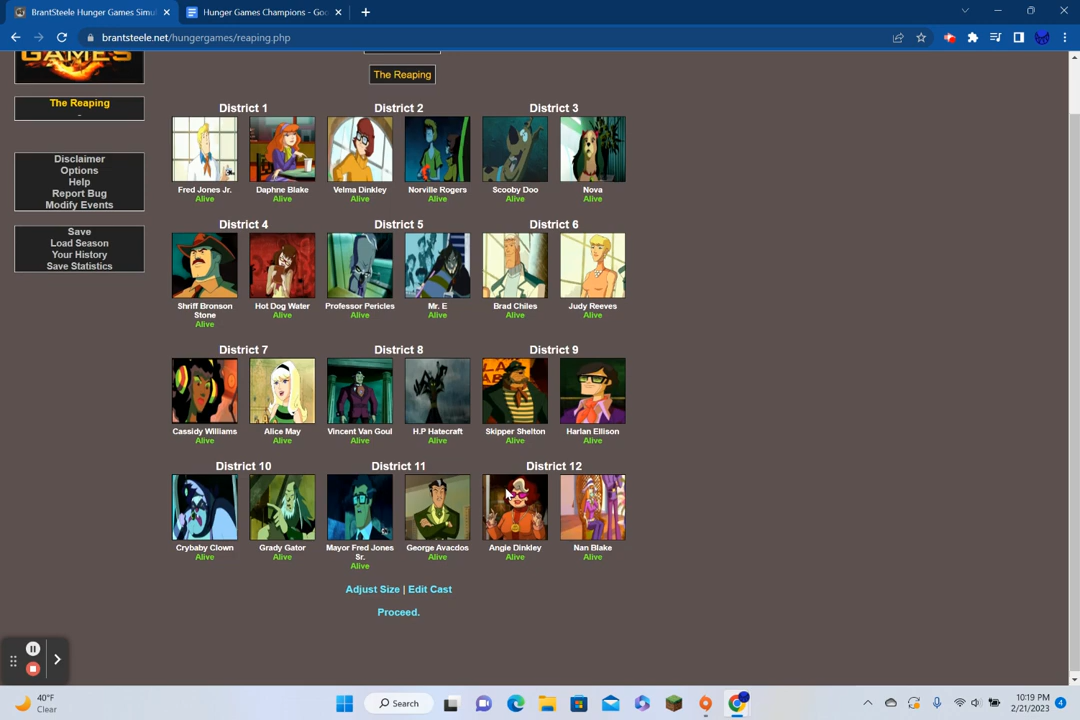 BrantSteele Hunger Games Simu
Hunger Games Champions - Goo
brantsteele.net/hungergames/reaping.php
GAMES
The Reaping
The Reaping
-
Disclaimer
Options
Help
Report Bug
Modify Events
Save
Load Season
Your History
Save Statistics
District 1 District 2 District 3
Fred Jones Jr. Daphne Blake Velma Dinkley Norville Rogers Scooby Doo Nova
Alive Alive Alive Alive Alive Alive
District 4 District 5 District 6
Shriff Bronson Hot Dog Water Professor Pericles Mr. E Brad Chiles Judy Reeves
Stone Alive Alive Alive Alive Alive
Alive
District 7 District 8 District 9
Cassidy Williams Alice May Vincent Van Goul H.P Hatecraft Skipper Shelton Harlan Ellison
Alive Alive Alive Alive Alive Alive
District 10 District 11 District 12
Crybaby Clown Grady Gator Mayor Fred Jones George Avacdos Angie Dinkley Nan Blake
Alive Alive Sr. Alive Alive Alive
Alive
Adjust Size | Edit Cast
Proceed.
40°F
Clear
Search
10:19 PM
2/21/2023
4